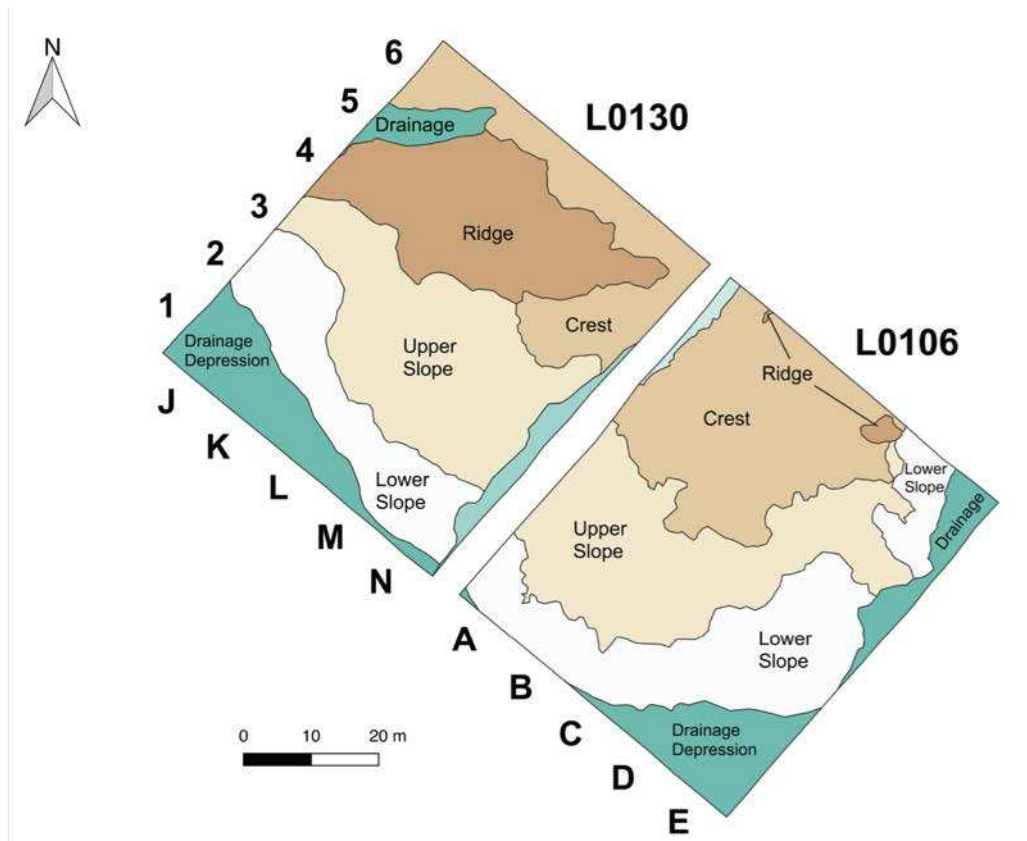 N
6
5
4
3
2
1
L0130
Drainage
Ridge
Crest
Upper
Slope
Drainage
Depression
Lower
Slope
J
K
L
M
N
L0106
Ridge
Crest
Lower
Slope
Drainage
Upper
Slope
Lower
Slope
Drainage
Depression
A
B
C
D
E
0 10 20 m